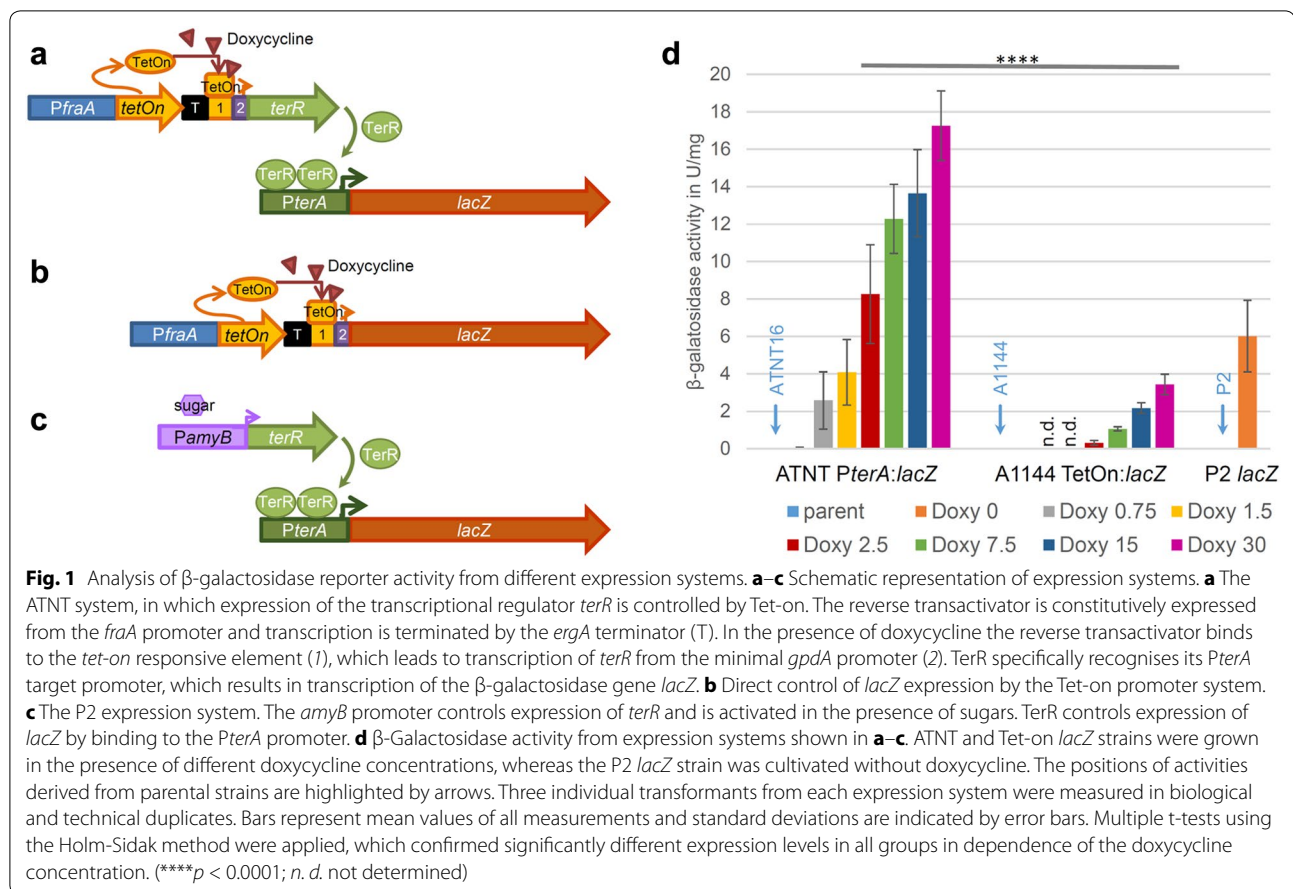 a
Doxycycline
TetOn
TetOn
PfraA tetOn T 1 2 terR
TerR
TerR TerR
PterA lacZ
b
Doxycycline
TetOn
TetOn
PfraA tetOn T 1 2 lacZ
c
sugar
PamyB terR
TerR
TerR TerR
PterA lacZ
d
****
β-galatosidase activity in U/mg
20
18
16
14
12
10
8
6
4
2
0
ATNT16
A1144
n.d.
n.d.
P2
ATNT PterA:lacZ A1144 TetOn:lacZ P2 lacZ
parent Doxy 0 Doxy 0.75 Doxy 1.5
Doxy 2.5 Doxy 7.5 Doxy 15 Doxy 30
Fig. 1 Analysis of β-galactosidase reporter activity from different expression systems. a–c Schematic representation of expression systems. a The
ATNT system, in which expression of the transcriptional regulator terR is controlled by Tet-on. The reverse transactivator is constitutively expressed
from the fraA promoter and transcription is terminated by the ergA terminator (T). In the presence of doxycycline the reverse transactivator binds
to the tet-on responsive element (1), which leads to transcription of terR from the minimal gpdA promoter (2). TerR specifically recognises its PterA
target promoter, which results in transcription of the β-galactosidase gene lacZ. b Direct control of lacZ expression by the Tet-on promoter system.
c The P2 expression system. The amyB promoter controls expression of terR and is activated in the presence of sugars. TerR controls expression of
lacZ by binding to the PterA promoter. d β-Galactosidase activity from expression systems shown in a–c. ATNT and Tet-on lacZ strains were grown
in the presence of different doxycycline concentrations, whereas the P2 lacZ strain was cultivated without doxycycline. The positions of activities
derived from parental strains are highlighted by arrows. Three individual transformants from each expression system were measured in biological
and technical duplicates. Bars represent mean values of all measurements and standard deviations are indicated by error bars. Multiple t-tests using
the Holm-Sidak method were applied, which confirmed significantly different expression levels in all groups in dependence of the doxycycline
concentration. (****p < 0.0001; n. d. not determined)